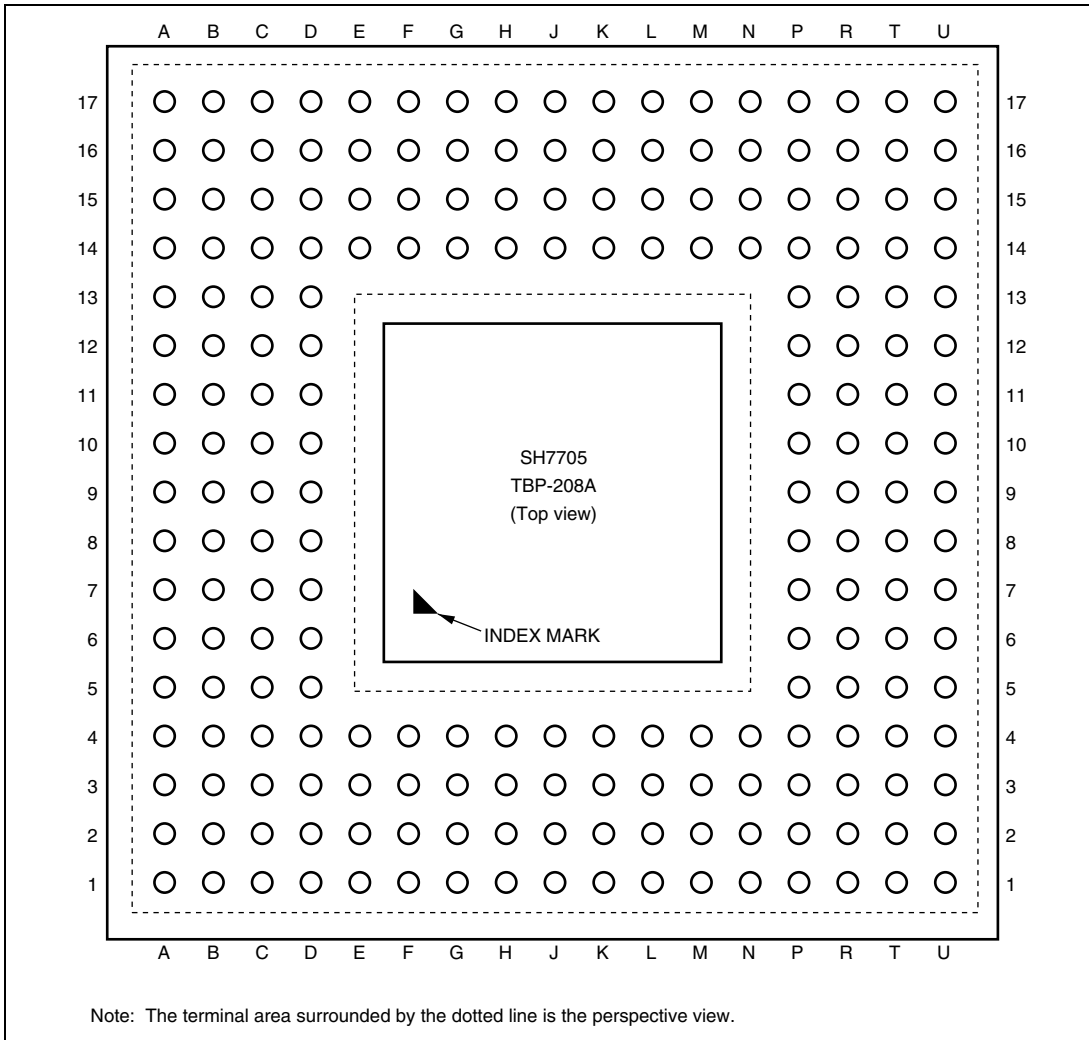 A B C D E F G H J K L M N P R T U
17 17
16 16
15 15
14 14
13 13
12 12
11 11
10 10
SH7705
9 TBP-208A 9
(Top view)
8 8
7 7
6 INDEX MARK 6
5 5
4 4
3 3
2 2
1 1
A B C D E F G H J K L M N P R T U
Note: The terminal area surrounded by the dotted line is the perspective view.